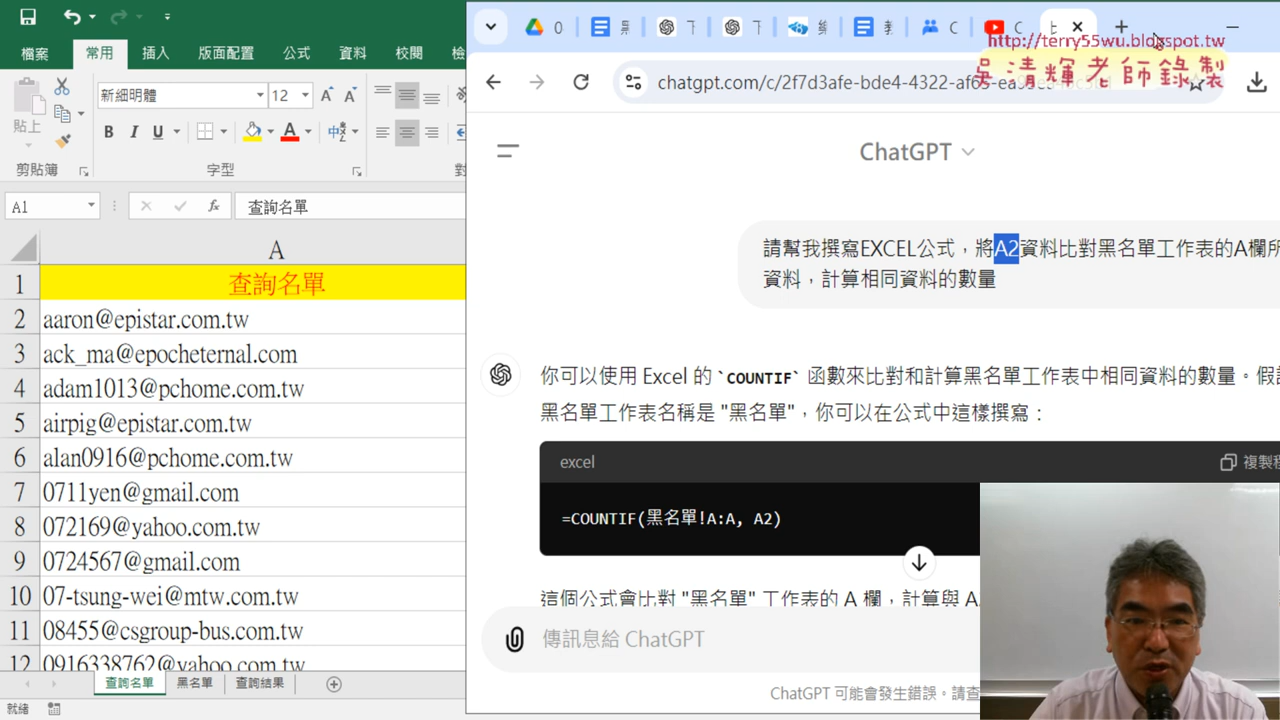 檔案 常用 插入 版面配置 公式 資料 校閱 檢
新細明體 12
貼上
B I U A 中
剪貼簿 字型 對
A1 fx 查詢名單
A
1 查詢名單
2 aaron@epistar.com.tw
3 ack_ma@epocheternal.com
4 adam1013@pchome.com.tw
5 airpig@epistar.com.tw
6 alan0916@pchome.com.tw
7 0711yen@gmail.com
8 072169@yahoo.com.tw
9 0724567@gmail.com
10 07-tsung-wei@mtw.com.tw
11 08455@csgroup-bus.com.tw
12 0916338762@yahoo.com.tw
查詢名單 黑名單 查詢結果
就緒
http://terry55wu.blogspot.tw
吳清輝老師錄製
chatgpt.com/c/2f7d3afe-bde4-4322-af65-
ChatGPT
請幫我撰寫EXCEL公式，將A2資料比對黑名單工作表的A欄所
資料，計算相同資料的數量
你可以使用 Excel 的 `COUNTIF` 函數來比對和計算黑名單工作表中相同資料的數量。假設
黑名單工作表名稱是 "黑名單"，你可以在公式中這樣撰寫：
excel 複製程
=COUNTIF(黑名單!A:A, A2)
這個公式會比對 "黑名單" 工作表的 A 欄，計算與 A
傳訊息給 ChatGPT
ChatGPT 可能會發生錯誤。請查